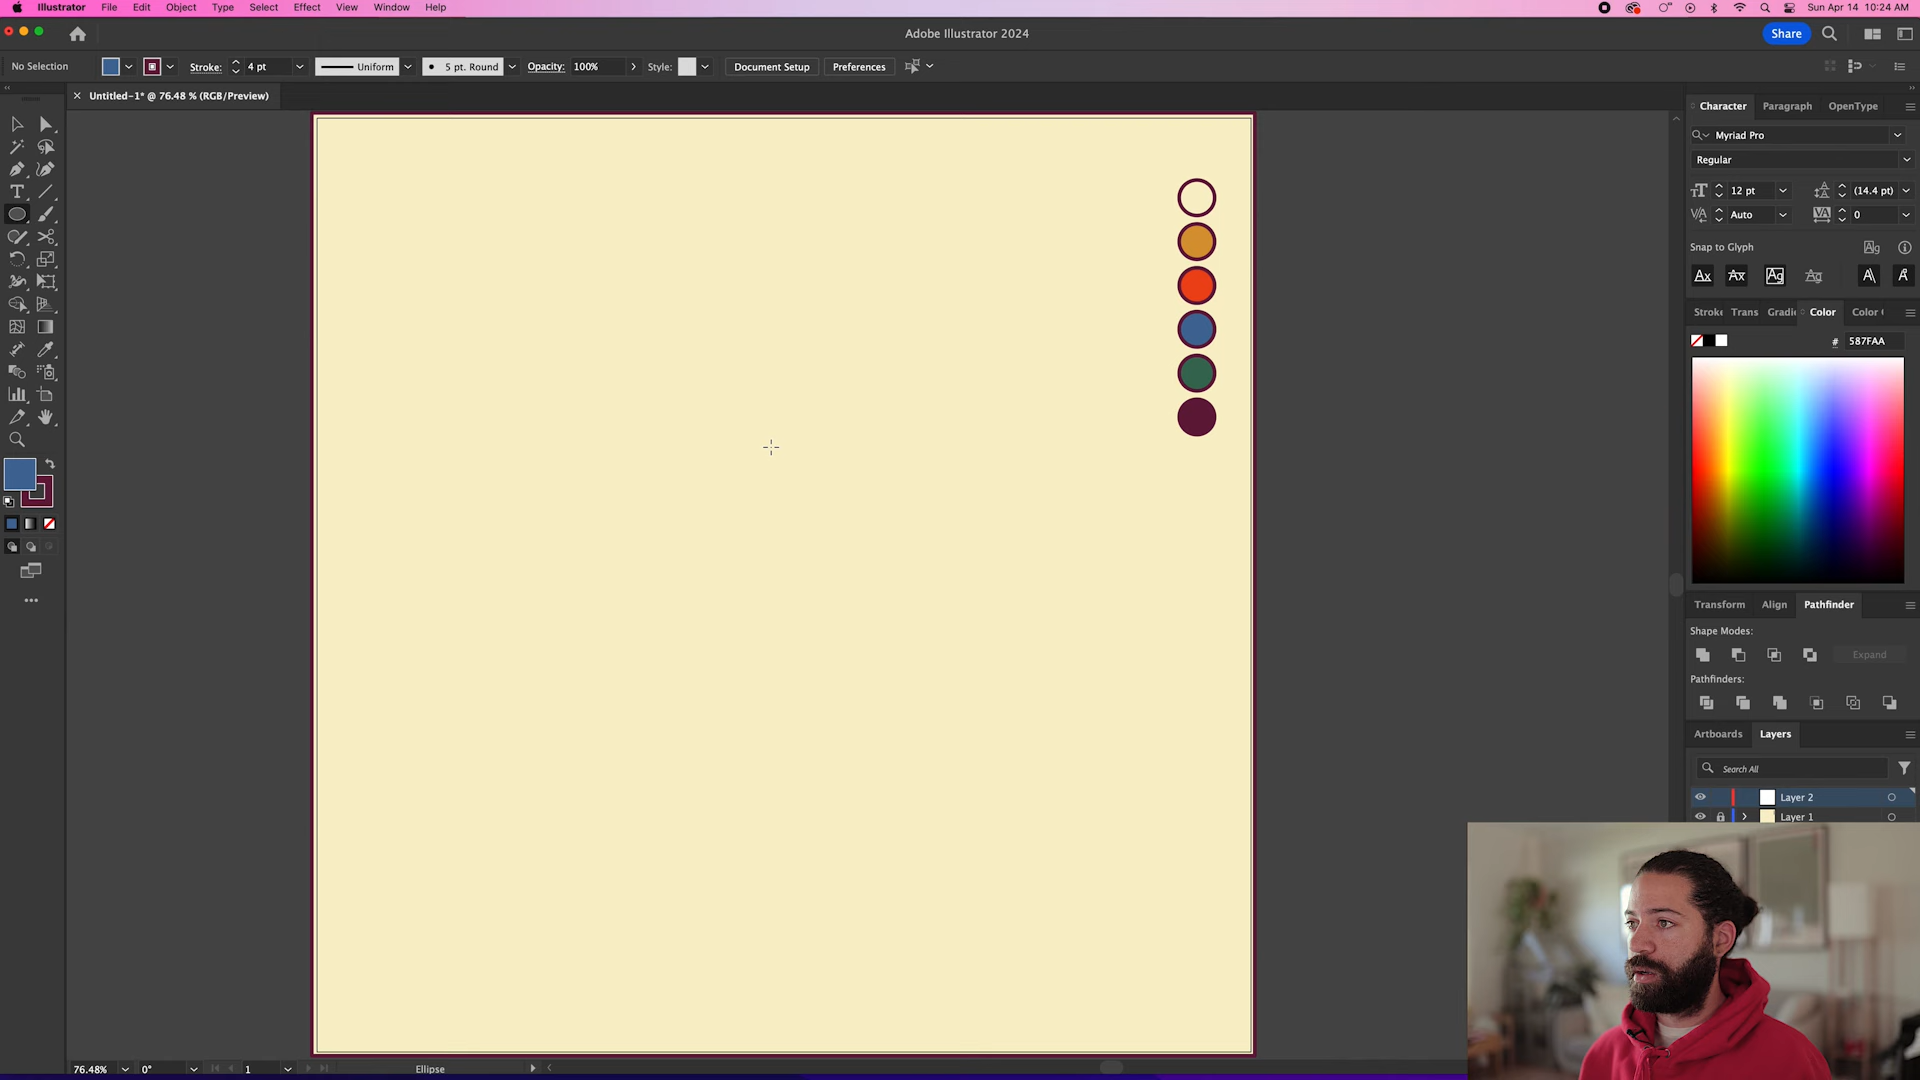 Illustrator File Edit Object Type Select Effect View Window Help Sun Apr 14 10:24 AM
Adobe Illustrator 2024 Share
No Selection Stroke: 4 pt Uniform 5 pt. Round Opacity: 100% Style: Document Setup Preferences
Untitled-1* @ 76.48 % (RGB/Preview)
Character Paragraph OpenType
Myriad Pro
Regular
12 pt (14.4 pt)
Auto 0
Snap to Glyph
Stroke Trans Gradi Color Color
# 587FAA
Transform Align Pathfinder
Shape Modes:
Expand
Pathfinders:
Artboards Layers
Search All
Layer 2
Layer 1
76.48% 0° 1 Ellipse